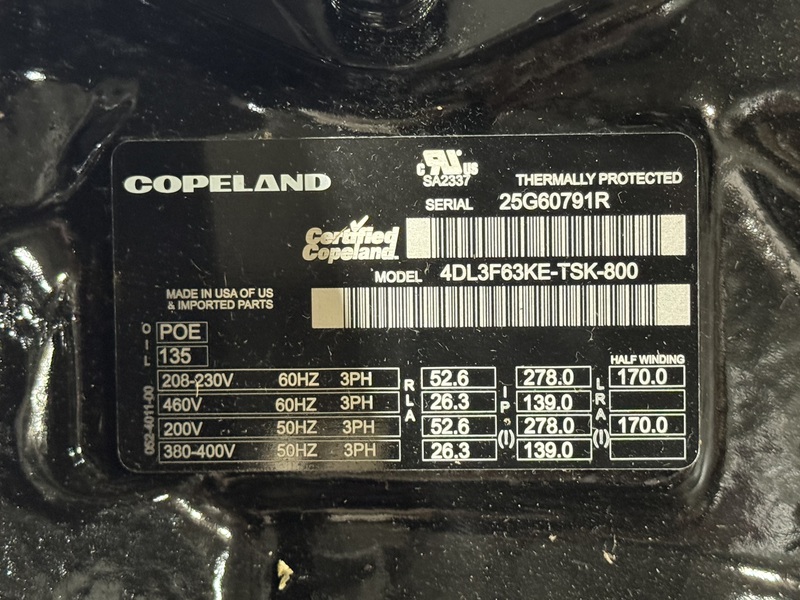 COPELAND
c UR US
SA2337
THERMALLY PROTECTED
SERIAL 25G60791R
Certified
Copeland
MODEL 4DL3F63KE-TSK-800
MADE IN USA OF US
& IMPORTED PARTS
OIL POE
135
HALF WINDING
208-230V 60HZ 3PH RLA 52.6 IP (I) 278.0 LRA (I) 170.0
460V 60HZ 3PH 26.3 139.0
200V 50HZ 3PH 52.6 278.0 170.0
380-400V 50HZ 3PH 26.3 139.0